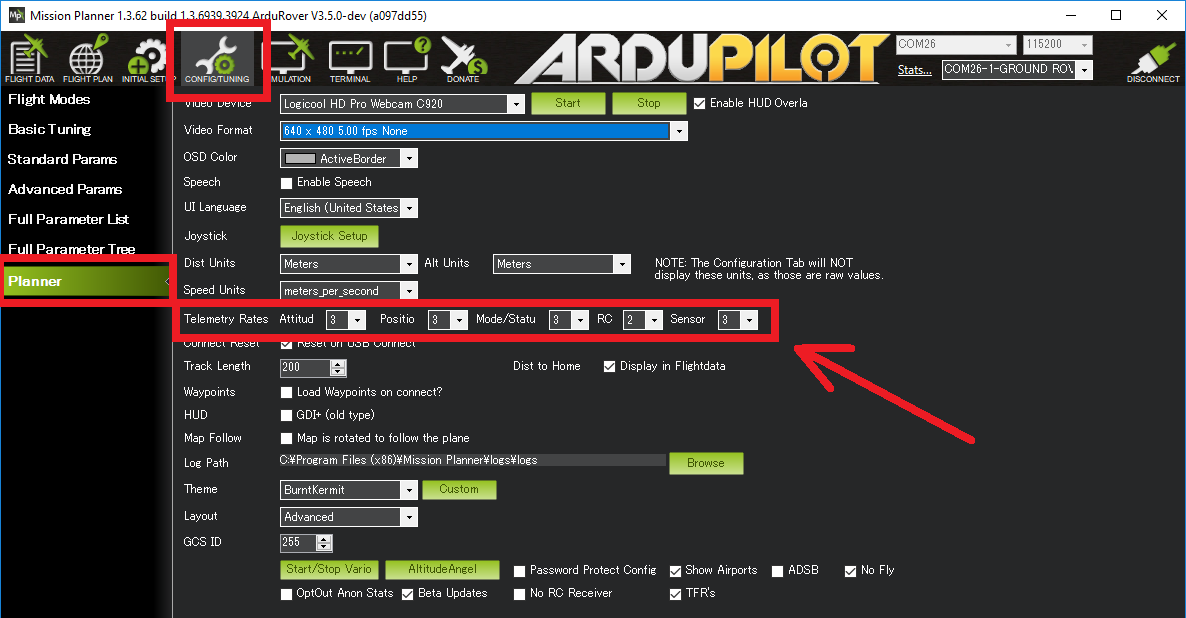 Mission Planner 1.3.62 build 1.3.6939.3924 ArduRover V3.5.0-dev (a097dd55)
FLIGHT DATA FLIGHT PLAN INITIAL SETUP CONFIG/TUNING MULATION TERMINAL HELP DONATE
ARDUPILOT
COM26 115200
Stats... COM26-1-GROUND ROV
DISCONNECT
Flight Modes
Basic Tuning
Standard Params
Advanced Params
Full Parameter List
Full Parameter Tree
Planner
Video Device Logicool HD Pro Webcam C920 Start Stop Enable HUD Overla
Video Format 640 x 480 5.00 fps None
OSD Color ActiveBorder
Speech Enable Speech
UI Language English (United States
Joystick Joystick Setup
Dist Units Meters Alt Units Meters NOTE: The Configuration Tab will NOT
display these units, as those are raw values.
Speed Units meters_per_second
Telemetry Rates Attitud 3 Positio 3 Mode/Statu 3 RC 2 Sensor 3
Connect Reset Reset on USB Connect
Track Length 200 Dist to Home Display in Flightdata
Waypoints Load Waypoints on connect?
HUD GDI+ (old type)
Map Follow Map is rotated to follow the plane
Log Path C:¥Program Files (x86)¥Mission Planner¥logs¥logs Browse
Theme BurntKermit Custom
Layout Advanced
GCS ID 255
Start/Stop Vario AltitudeAngel Password Protect Config Show Airports ADSB No Fly
OptOut Anon Stats Beta Updates No RC Receiver TFR's